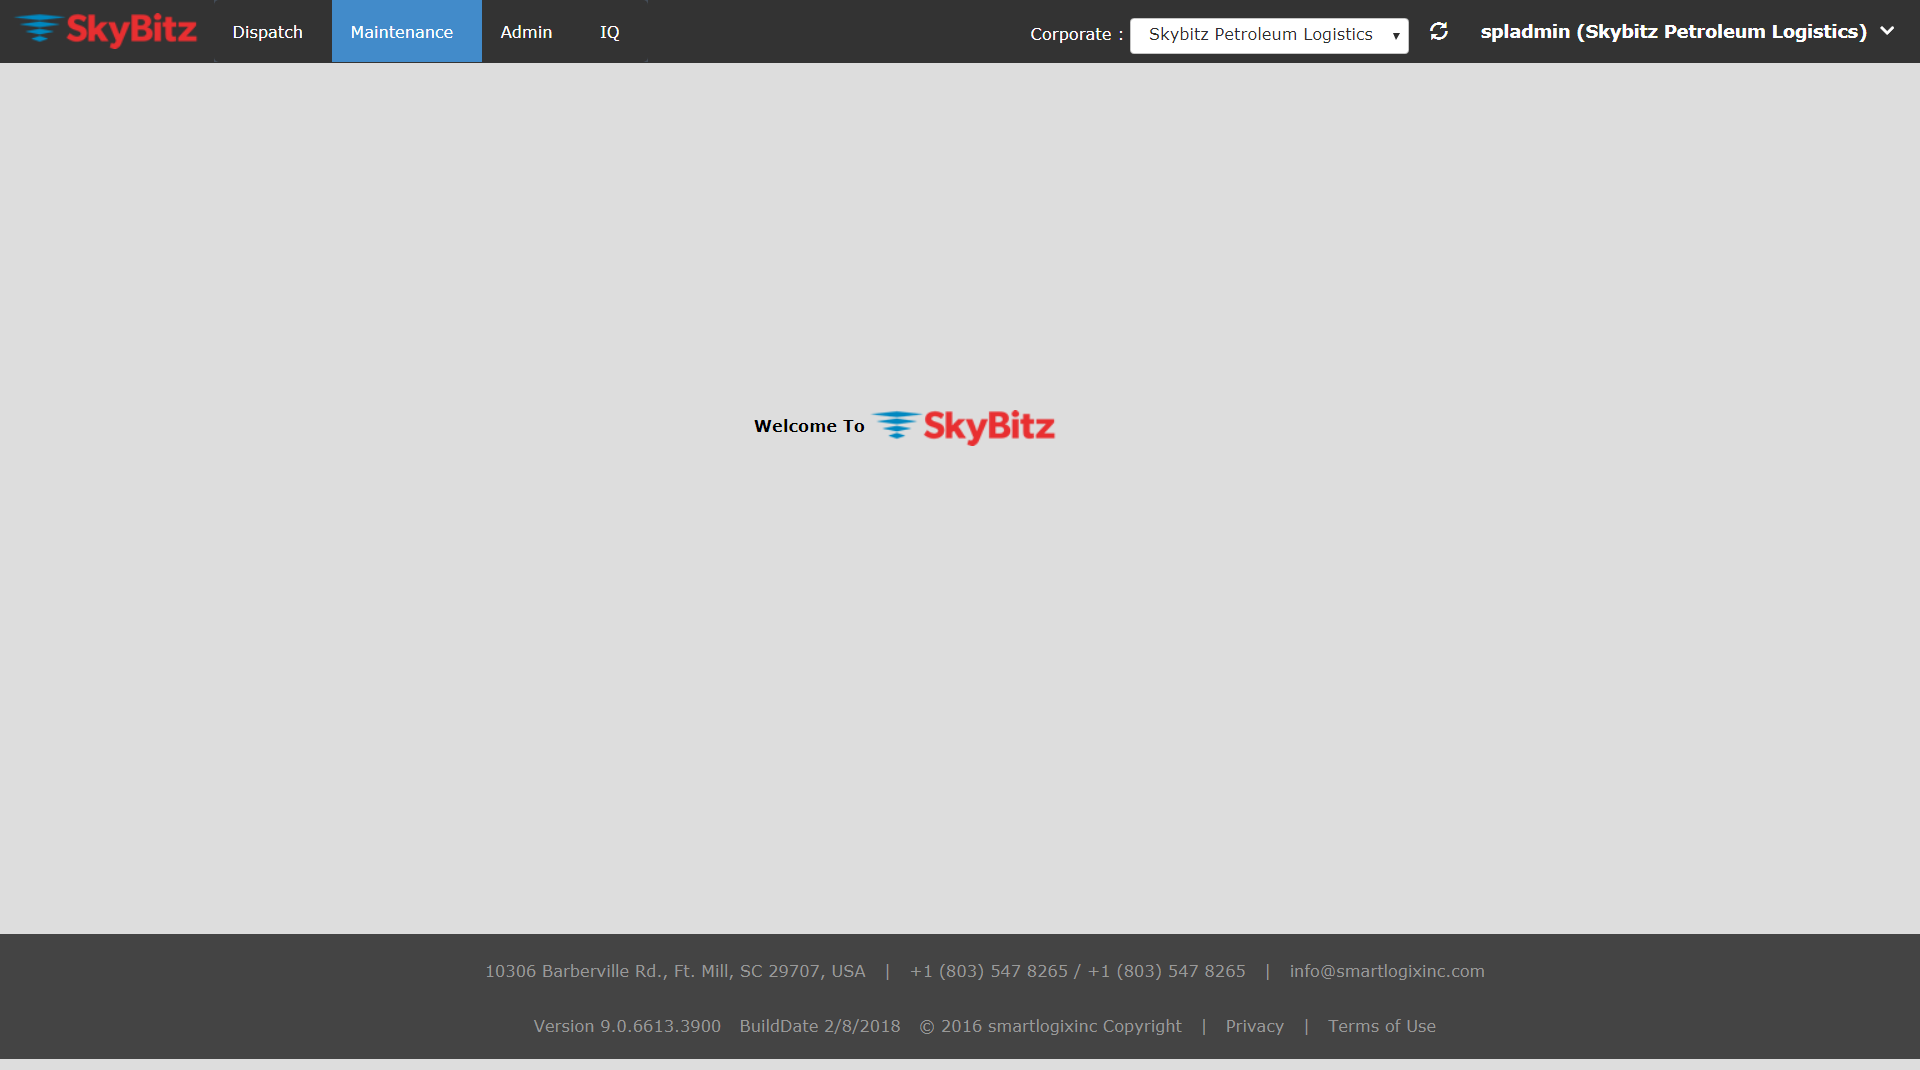 SkyBitz Dispatch Maintenance Admin IQ Corporate : Skybitz Petroleum Logistics spladmin (Skybitz Petroleum Logistics)
Welcome To SkyBitz
10306 Barberville Rd., Ft. Mill, SC 29707, USA | +1 (803) 547 8265 / +1 (803) 547 8265 | info@smartlogixinc.com
Version 9.0.6613.3900 BuildDate 2/8/2018 © 2016 smartlogixinc Copyright | Privacy | Terms of Use